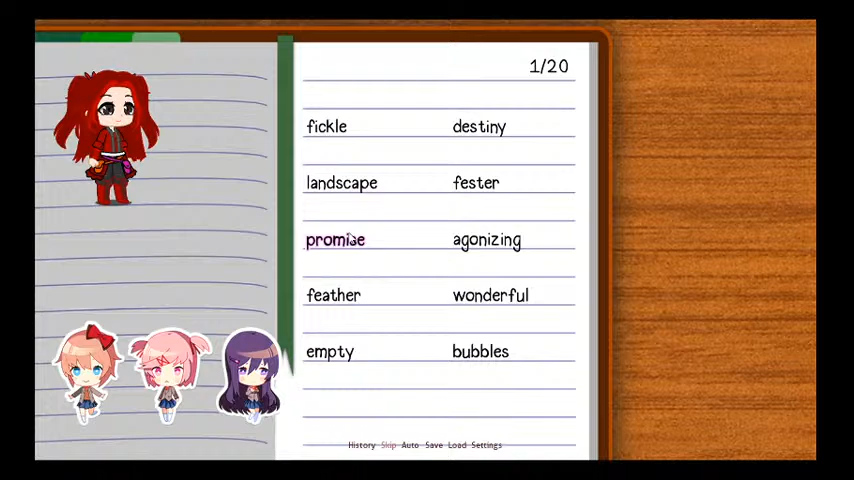 1/20
fickle destiny
landscape fester
promise agonizing
feather wonderful
empty bubbles
History Skip Auto Save Load Settings